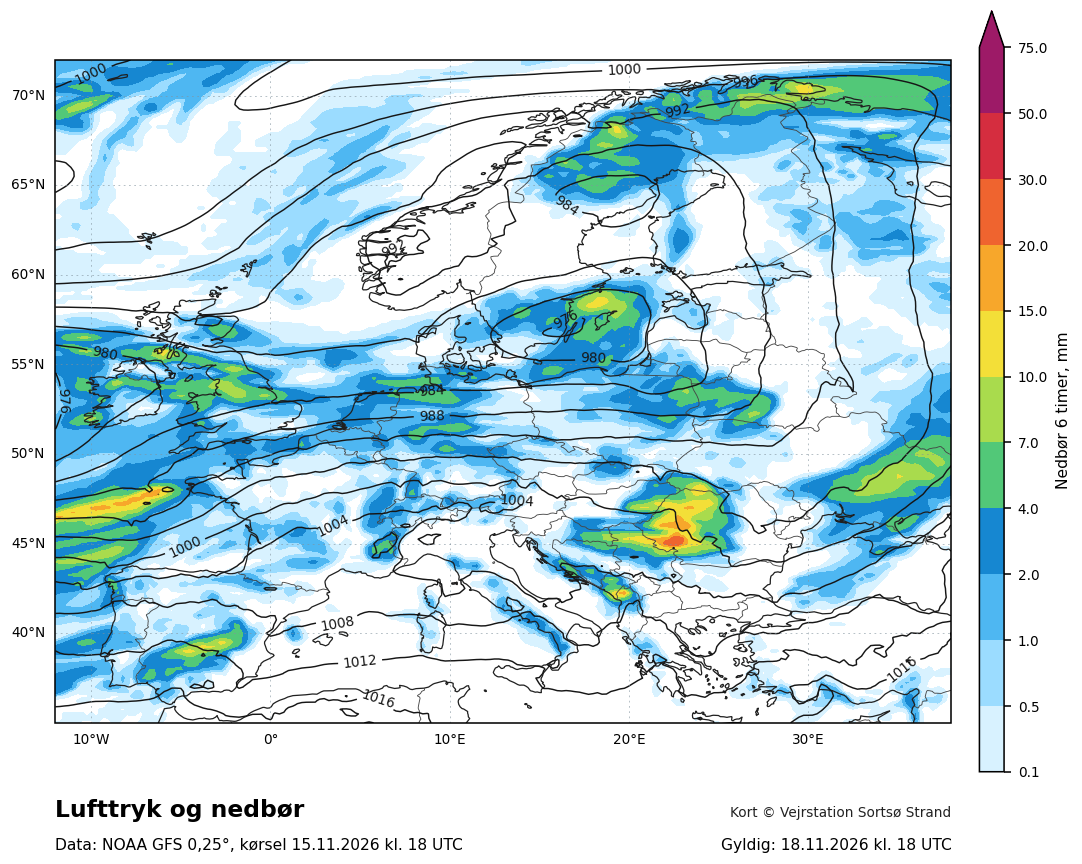 1000
1000
996
992
984
992
976
980
980
976
984
988
1004
1004
1000
1008
1012
1016
1016
70°N
65°N
60°N
55°N
50°N
45°N
40°N
10°W
0°
10°E
20°E
30°E
75.0
50.0
30.0
20.0
15.0
10.0
7.0
4.0
2.0
1.0
0.5
0.1
Nedbør 6 timer, mm
Lufttryk og nedbør
Kort © Vejrstation Sortsø Strand
Data: NOAA GFS 0,25°, kørsel 15.11.2026 kl. 18 UTC
Gyldig: 18.11.2026 kl. 18 UTC